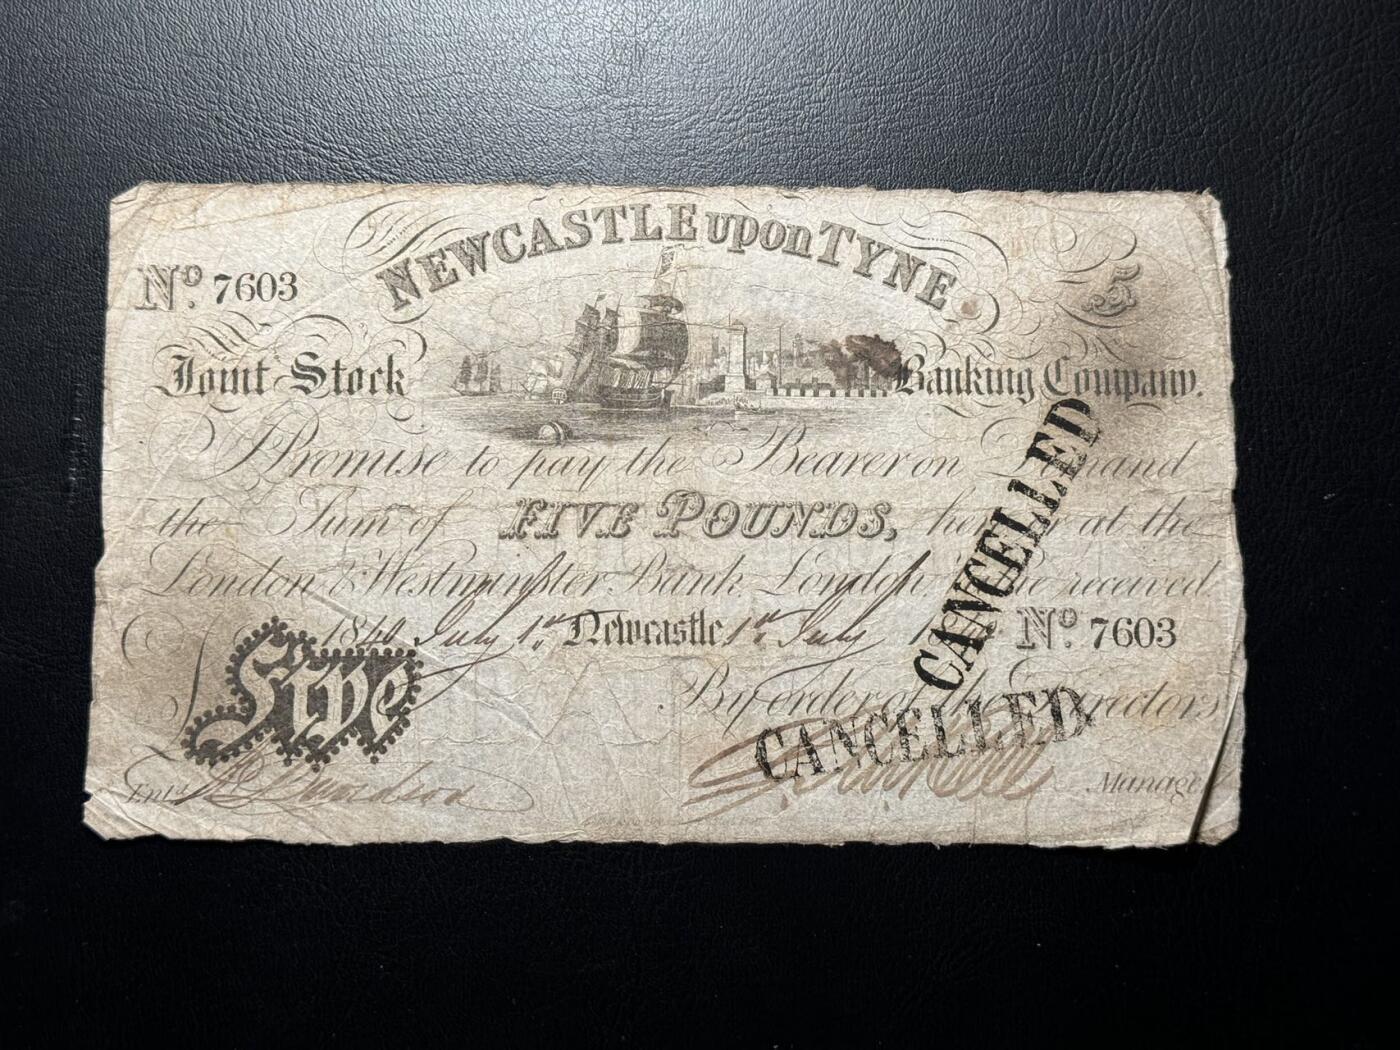 NEWCASTLE upon TYNE
No. 7603
5
Joint Stock Banking Company.
I Promise to pay the Bearer on Demand
the Sum of FIVE POUNDS, here or at the
London & Westminster Bank London received
1840 July 1st. Newcastle 1st July No. 7603
By order of the Directors
Five
CANCELLED
CANCELLED
Entd.
Manager